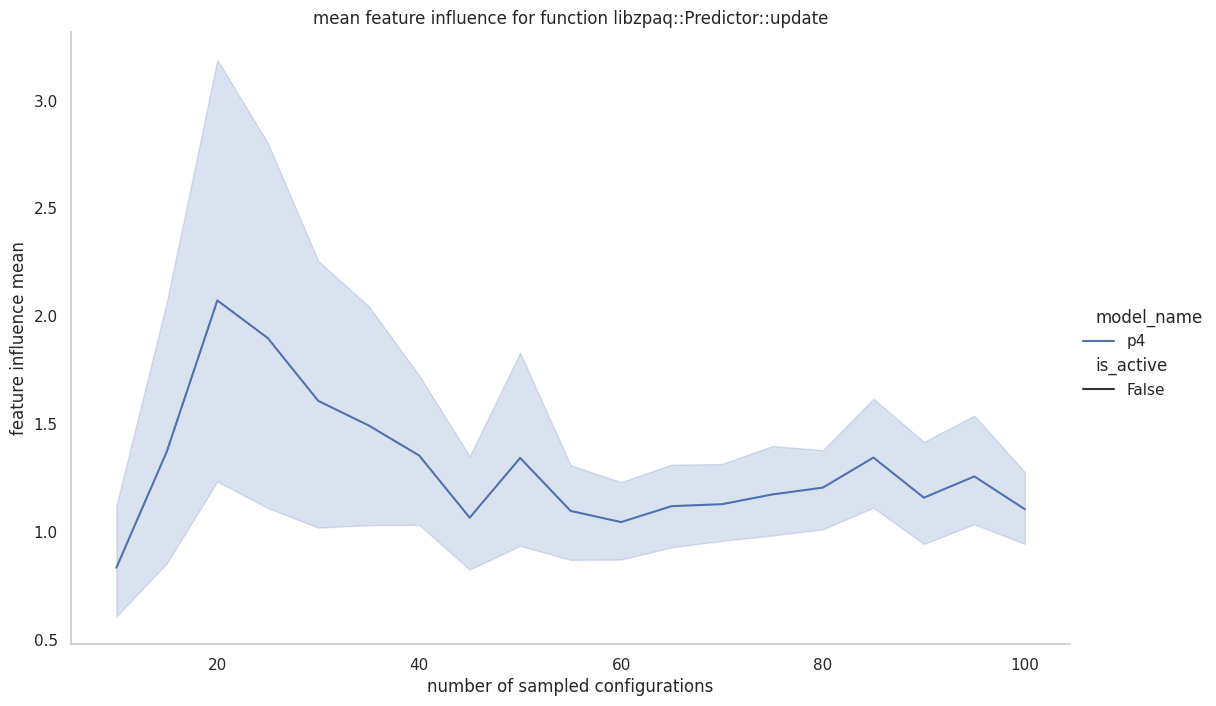 mean feature influence for function libzpaq::Predictor::update
3.0
2.5
2.0
1.5
1.0
0.5
feature influence mean
20
40
60
80
100
number of sampled configurations
model_name
p4
is_active
False